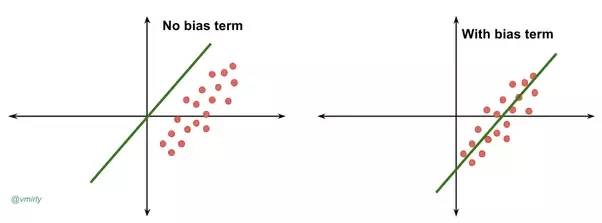 No bias term
With bias term
@vmirly